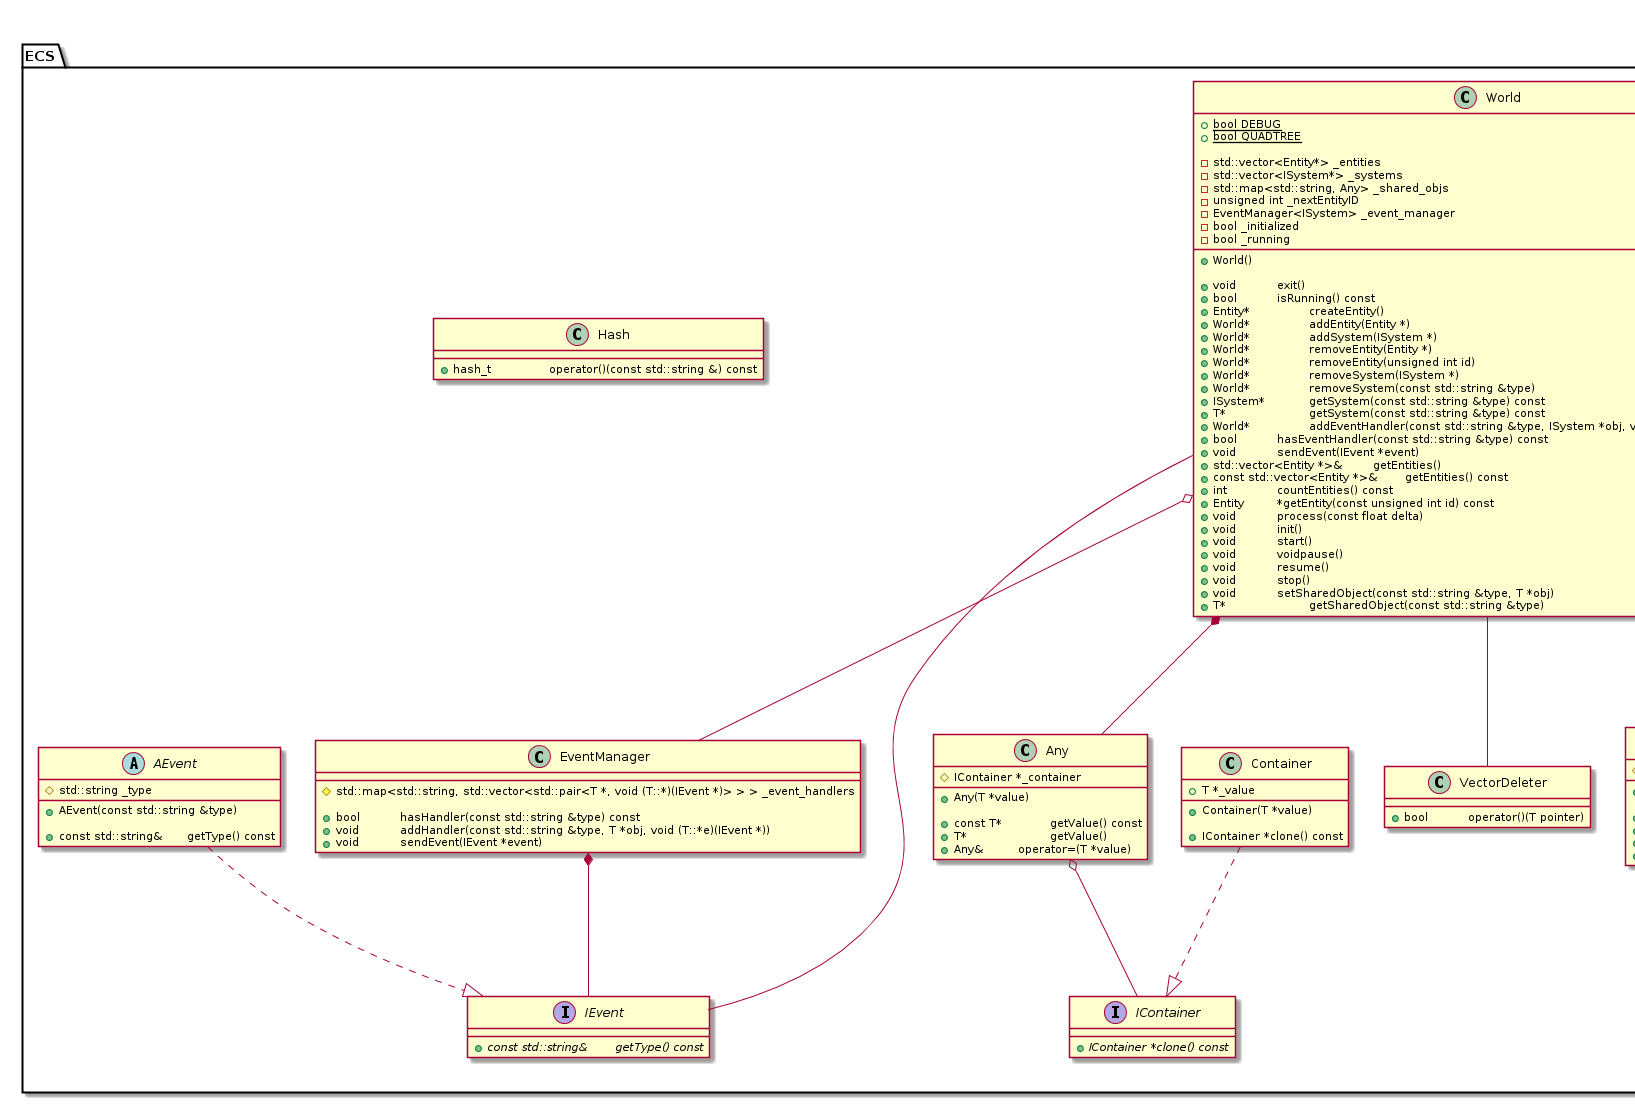 ECS
World
bool DEBUG
bool QUADTREE
std::vector<Entity*> _entities
std::vector<ISystem*> _systems
std::map<std::string, Any> _shared_objs
unsigned int _nextEntityID
EventManager<ISystem> _event_manager
bool _initialized
bool _running
World()
void exit()
bool isRunning() const
Entity* createEntity()
World* addEntity(Entity *)
World* addSystem(ISystem *)
World* removeEntity(Entity *)
World* removeEntity(unsigned int id)
World* removeSystem(ISystem *)
World* removeSystem(const std::string &type)
ISystem* getSystem(const std::string &type) const
T* getSystem(const std::string &type) const
World* addEventHandler(const std::string &type, ISystem *obj, v
bool hasEventHandler(const std::string &type) const
void sendEvent(IEvent *event)
std::vector<Entity *>& getEntities()
const std::vector<Entity *>& getEntities() const
int countEntities() const
Entity *getEntity(const unsigned int id) const
void process(const float delta)
void init()
void start()
void voidpause()
void resume()
void stop()
void setSharedObject(const std::string &type, T *obj)
T* getSharedObject(const std::string &type)
Hash
hash_t operator()(const std::string &) const
AEvent
std::string _type
AEvent(const std::string &type)
const std::string& getType() const
EventManager
std::map<std::string, std::vector<std::pair<T *, void (T::*)(IEvent *)> > > _event_handlers
bool hasHandler(const std::string &type) const
void addHandler(const std::string &type, T *obj, void (T::*e)(IEvent *))
void sendEvent(IEvent *event)
Any
IContainer *_container
Any(T *value)
const T* getValue() const
T* getValue()
Any& operator=(T *value)
Container
T *_value
Container(T *value)
IContainer *clone() const
VectorDeleter
bool operator()(T pointer)
IEvent
const std::string& getType() const
IContainer
IContainer *clone() const